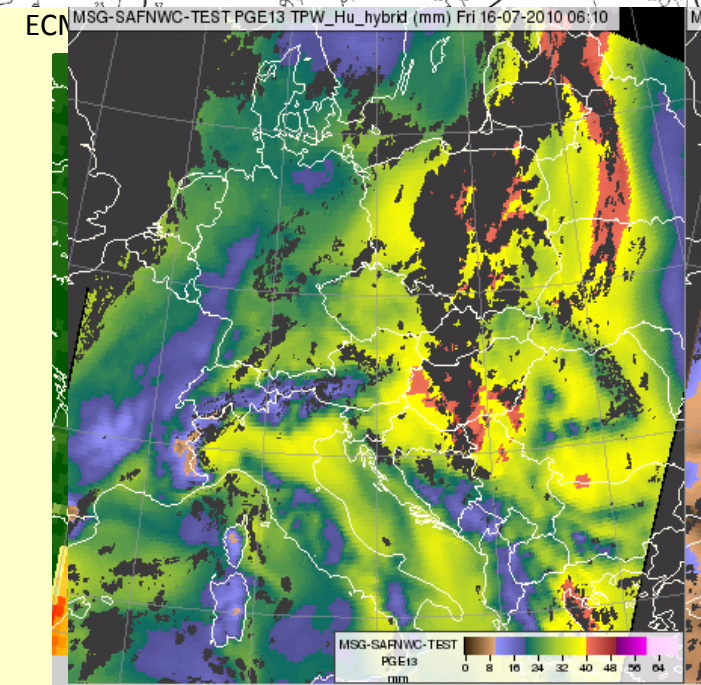 MSG-SAFNWC-TEST PGE13 TPW_Hu_hybrid (mm) Fri 16-07-2010 06:10
ECM
MSG-SAFNWC-TEST
PGE13
mm
0 8 16 24 32 40 48 56 64